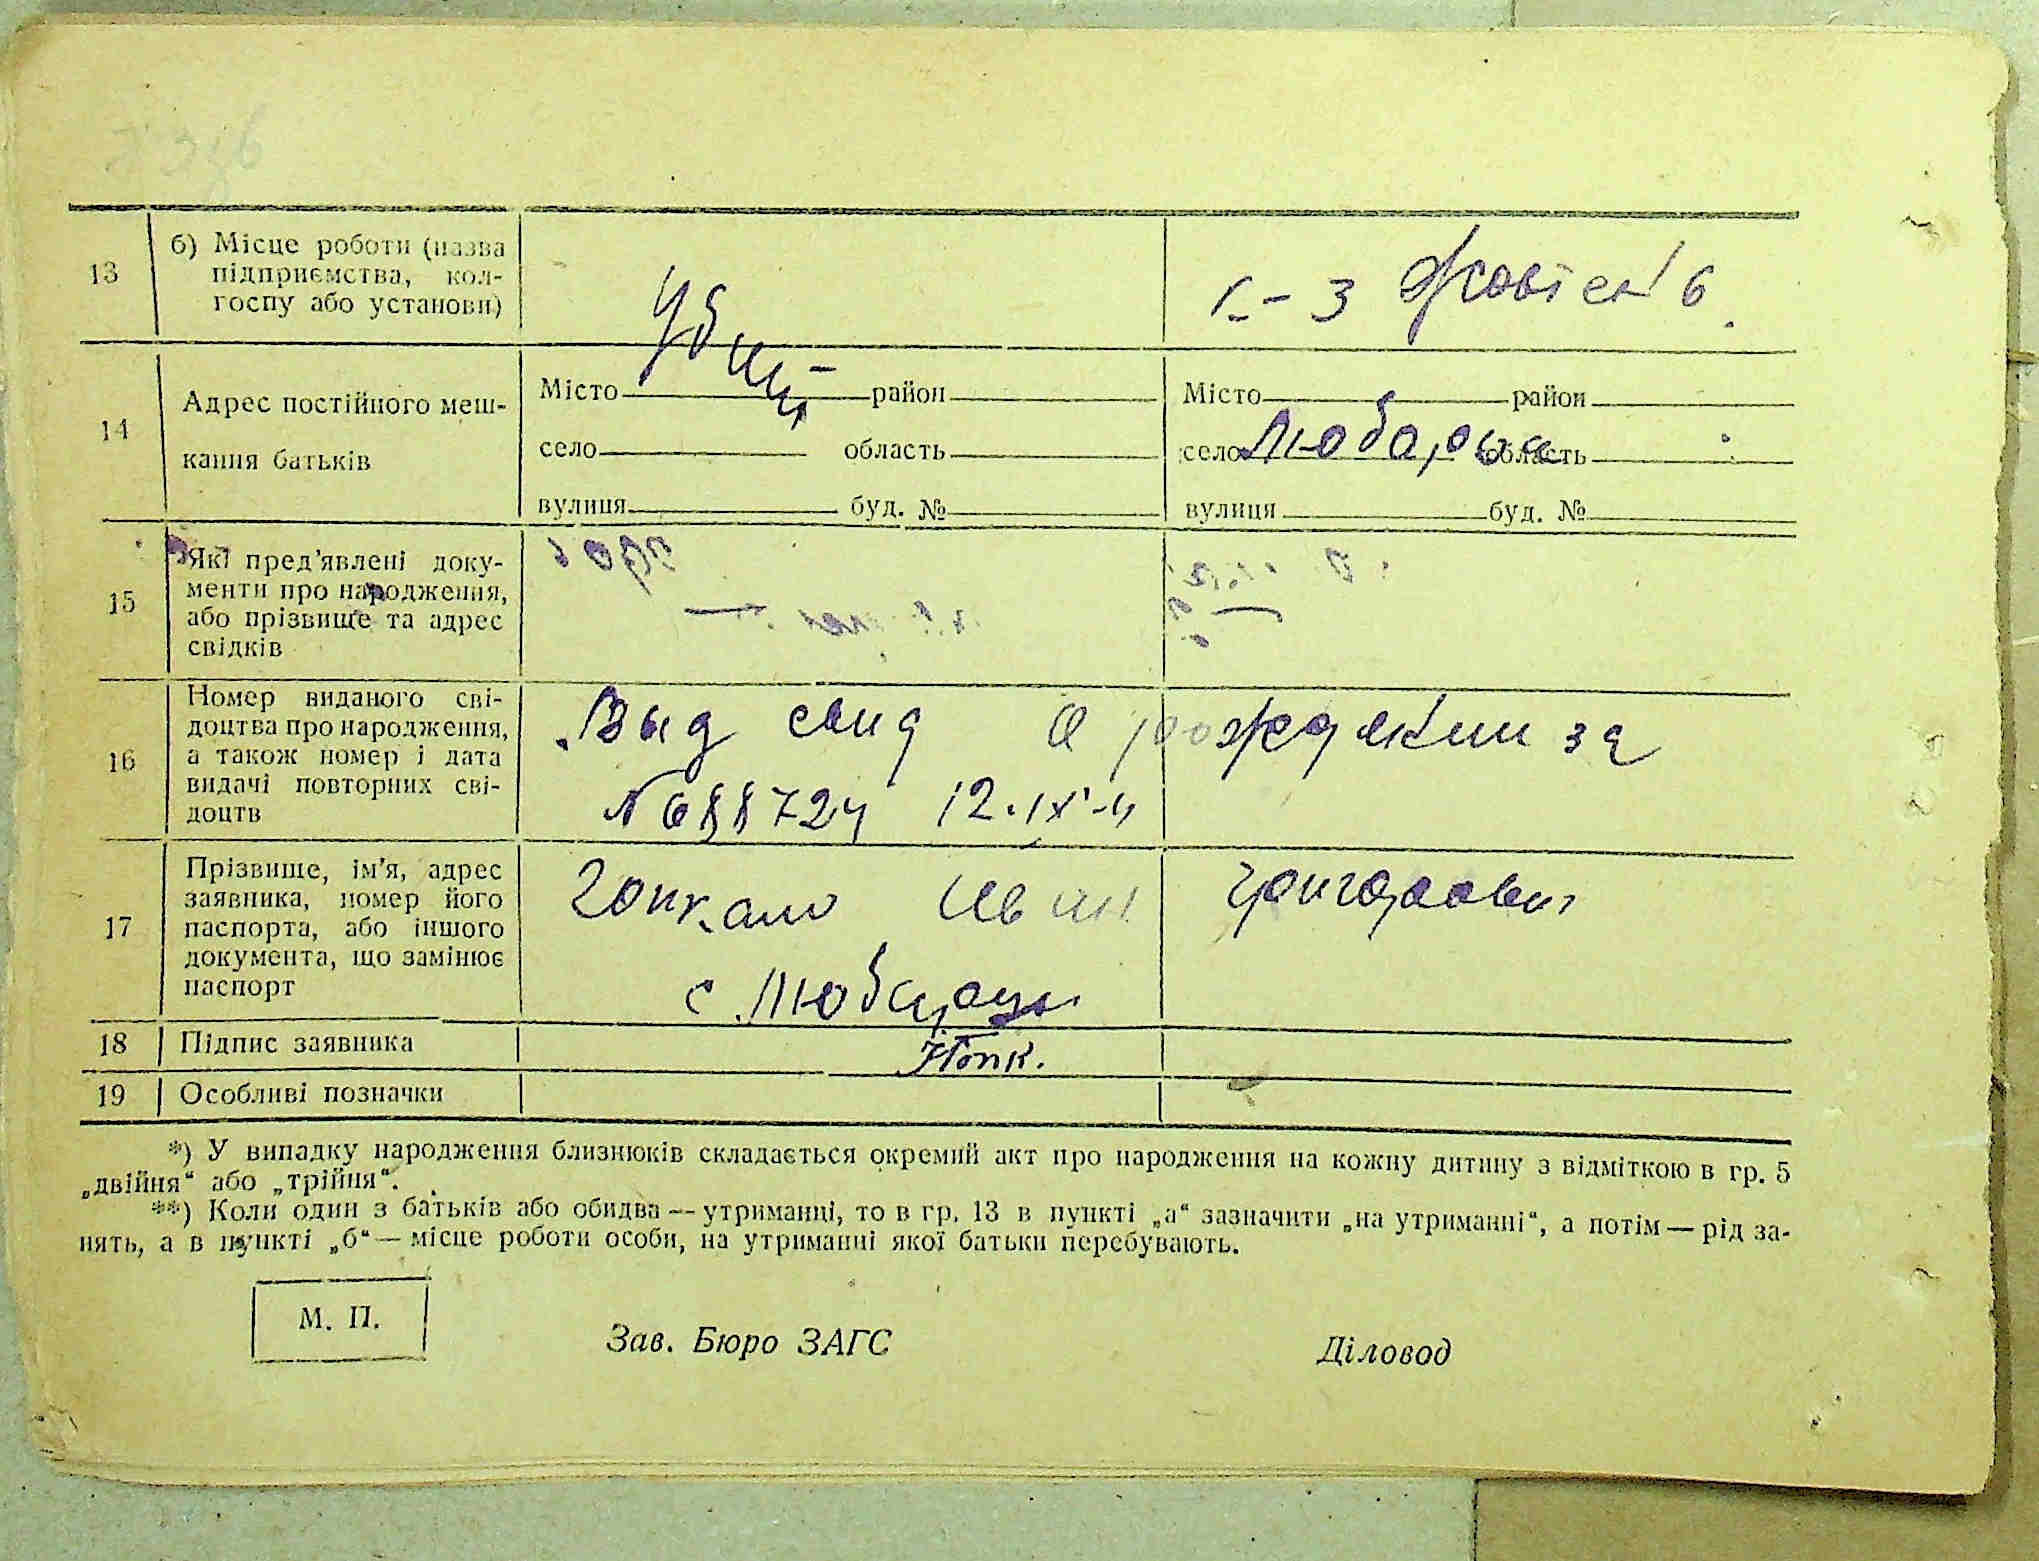 13
б) Місце роботи (назва
підприємства, кол-
госпу або установи)
Убит
к-з Жовтень
14
Адрес постійного меш-
кання батьків
Місто район
село область
вулиця буд. №
Місто район
село область
вулиця буд. №
15
Які пред'явлені доку-
менти про народження,
або прізвище та адрес
свідків
16
Номер виданого сві-
доцтва про народження,
а також номер і дата
видачі повторних сві-
доцтв
Выд свид о рождении за
N 688724 12.IX
17
Прізвище, ім'я, адрес
заявника, номер його
паспорта, або іншого
документа, що замінює
паспорт
Иван Григорович
с.
18
Підпис заявника
19
Особливі позначки
*) У випадку народження близнюків складається окремий акт про народження на кожну дитину з відміткою в гр. 5
„двійня“ або „трійня“.
**) Коли один з батьків або обидва — утриманці, то в гр. 13 в пункті „а“ зазначити „на утриманні“, а потім — рід за-
нять, а в пункті „б“ — місце роботи особи, на утриманні якої батьки перебувають.
М. П.
Зав. Бюро ЗАГС
Діловод